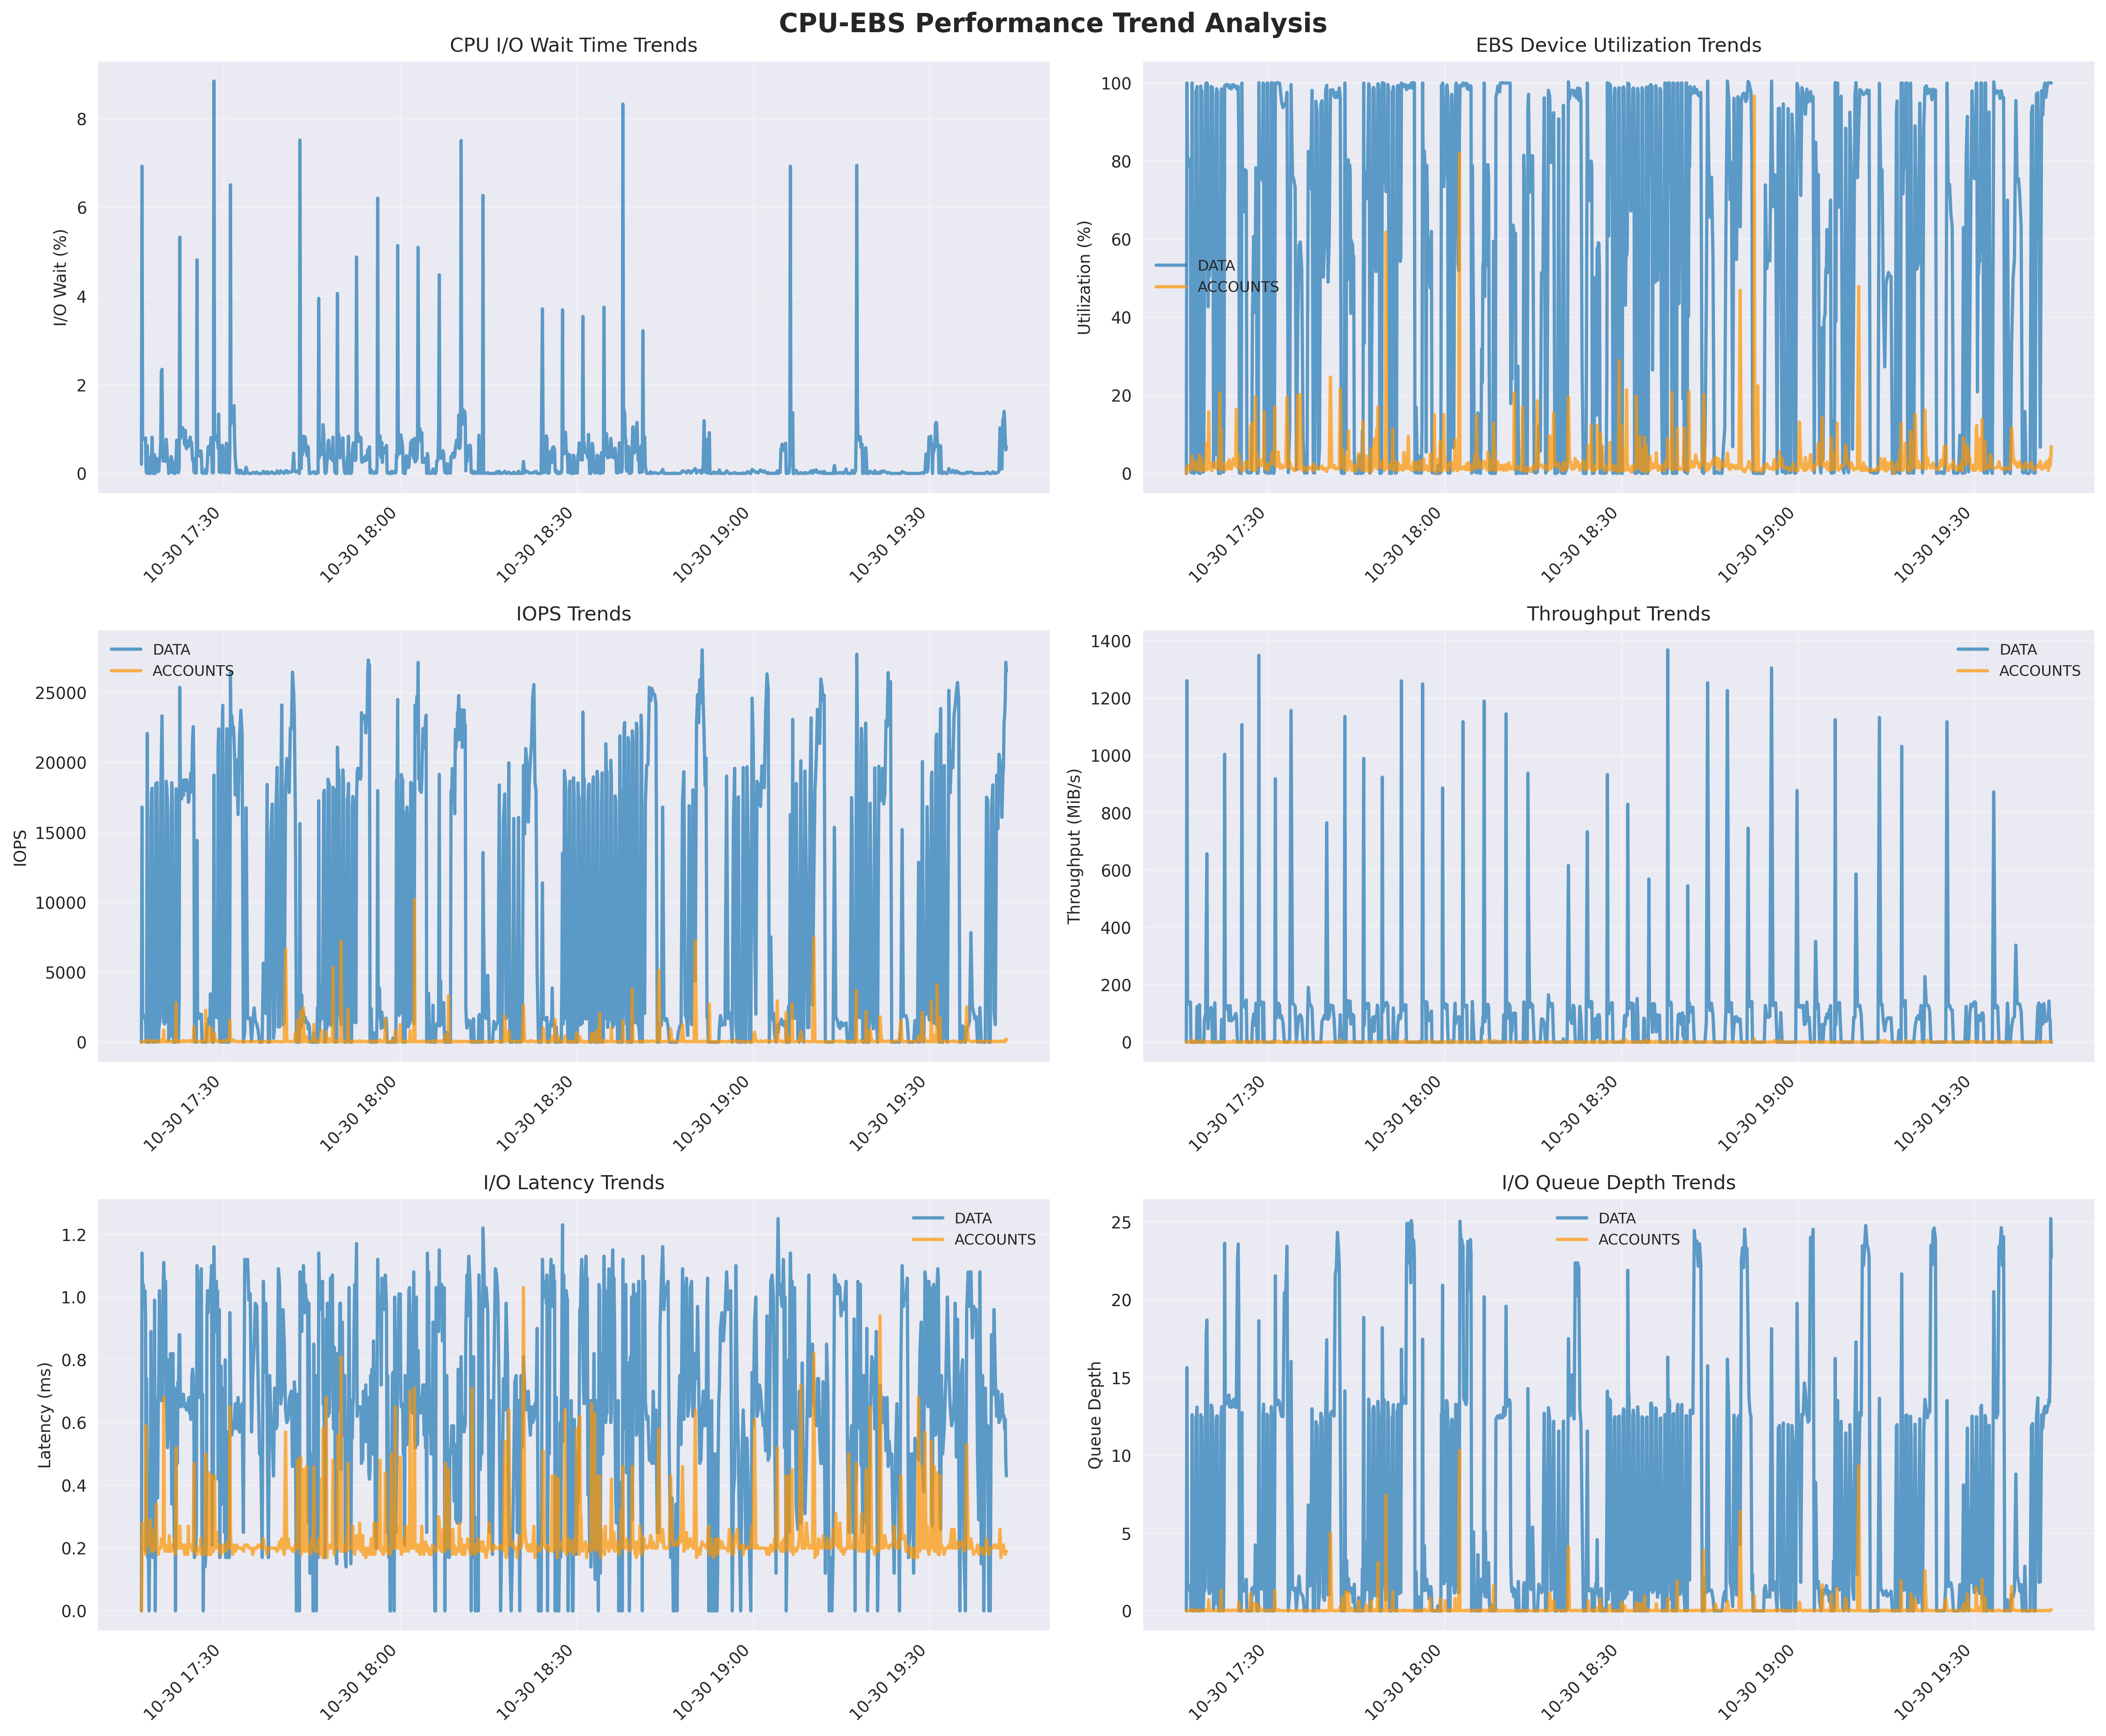 CPU-EBS Performance Trend Analysis
CPU I/O Wait Time Trends
I/O Wait (%)
8
6
4
2
0
10-30 17:30
10-30 18:00
10-30 18:30
10-30 19:00
10-30 19:30
EBS Device Utilization Trends
Utilization (%)
100
80
60
40
20
0
DATA
ACCOUNTS
10-30 17:30
10-30 18:00
10-30 18:30
10-30 19:00
10-30 19:30
IOPS Trends
IOPS
25000
20000
15000
10000
5000
0
DATA
ACCOUNTS
10-30 17:30
10-30 18:00
10-30 18:30
10-30 19:00
10-30 19:30
Throughput Trends
Throughput (MiB/s)
1400
1200
1000
800
600
400
200
0
DATA
ACCOUNTS
10-30 17:30
10-30 18:00
10-30 18:30
10-30 19:00
10-30 19:30
I/O Latency Trends
Latency (ms)
1.2
1.0
0.8
0.6
0.4
0.2
0.0
DATA
ACCOUNTS
10-30 17:30
10-30 18:00
10-30 18:30
10-30 19:00
10-30 19:30
I/O Queue Depth Trends
Queue Depth
25
20
15
10
5
0
DATA
ACCOUNTS
10-30 17:30
10-30 18:00
10-30 18:30
10-30 19:00
10-30 19:30